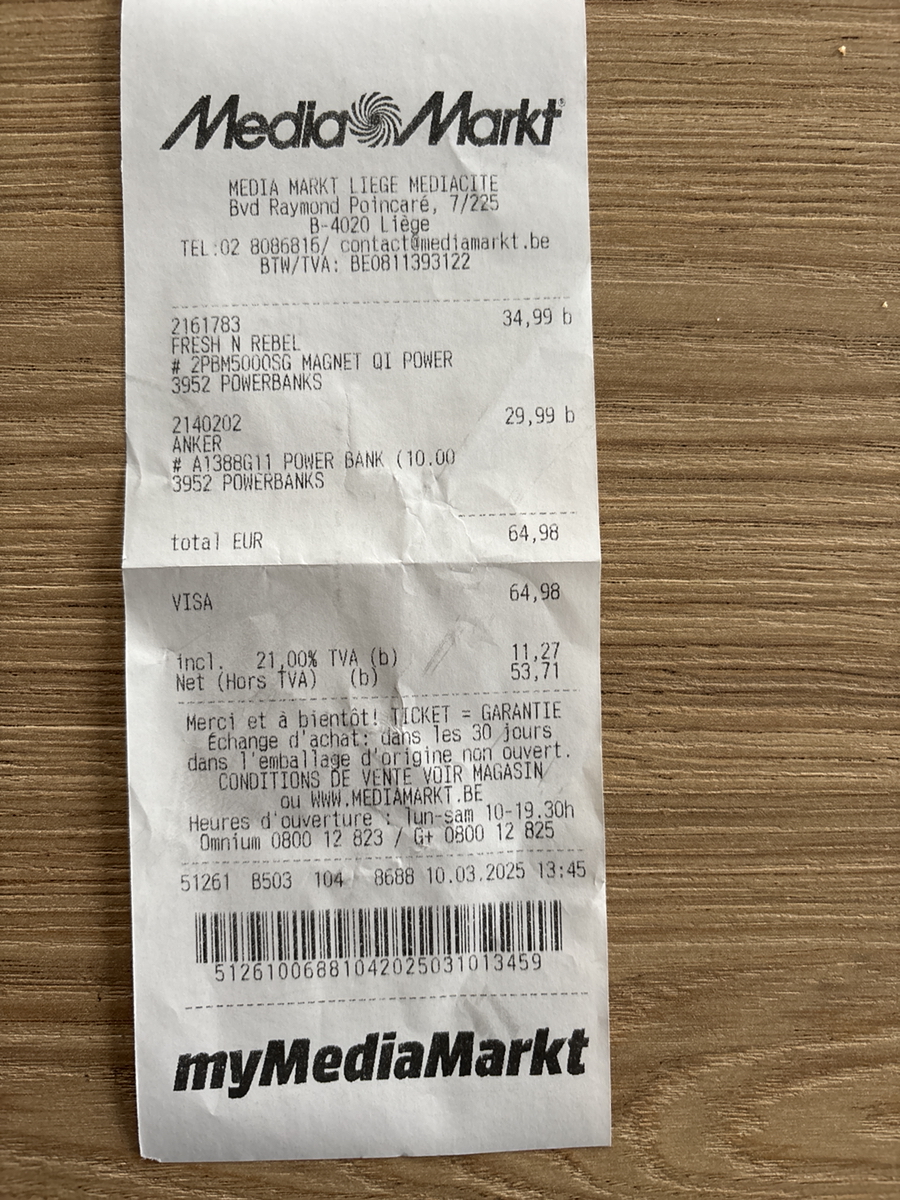 Media Markt
MEDIA MARKT LIEGE MEDIACITE
Bvd Raymond Poincaré, 7/225
B-4020 Liège
TEL:02 8086816/ contact@mediamarkt.be
BTW/TVA: BE0811393122
2161783 34,99 b
FRESH N REBEL
# 2PBM5000SG MAGNET QI POWER
3952 POWERBANKS
2140202 29,99 b
ANKER
# A1388G11 POWER BANK (10.00
3952 POWERBANKS
total EUR 64,98
VISA 64,98
incl. 21,00% TVA (b) 11,27
Net (Hors TVA) (b) 53,71
Merci et à bientôt! TICKET = GARANTIE
Échange d'achat: dans les 30 jours
dans l'emballage d'origine non ouvert.
CONDITIONS DE VENTE VOIR MAGASIN
ou WWW.MEDIAMARKT.BE
Heures d'ouverture : lun-sam 10-19.30h
Omnium 0800 12 823 / G+ 0800 12 825
51261 B503 104 8688 10.03.2025 13:45
5126100688104202503101345​9
myMediaMarkt